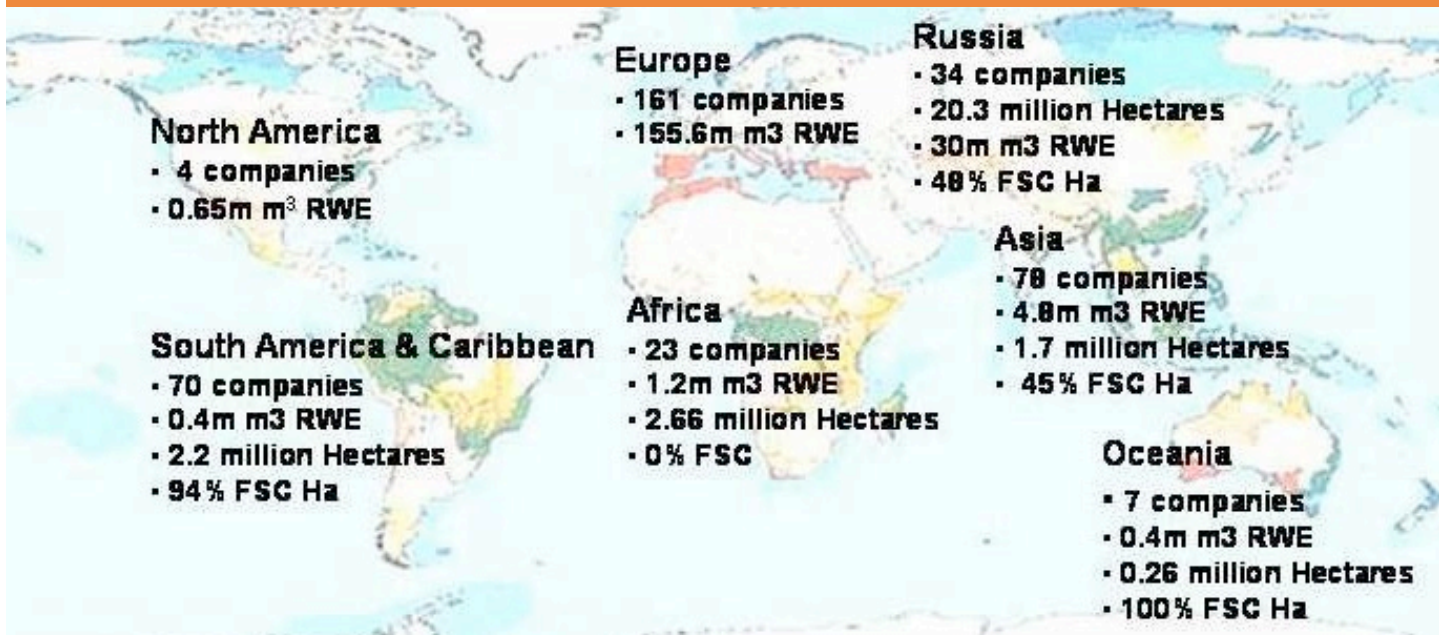 North America
· 4 companies
· 0.65m m³ RWE
South America & Caribbean
· 70 companies
· 0.4m m3 RWE
· 2.2 million Hectares
· 94% FSC Ha
Europe
· 161 companies
· 155.6m m3 RWE
Africa
· 23 companies
· 1.2m m3 RWE
· 2.66 million Hectares
· 0% FSC
Russia
· 34 companies
· 20.3 million Hectares
· 30m m3 RWE
· 48% FSC Ha
Asia
· 78 companies
· 4.8m m3 RWE
· 1.7 million Hectares
· 45% FSC Ha
Oceania
· 7 companies
· 0.4m m3 RWE
· 0.26 million Hectares
· 100% FSC Ha